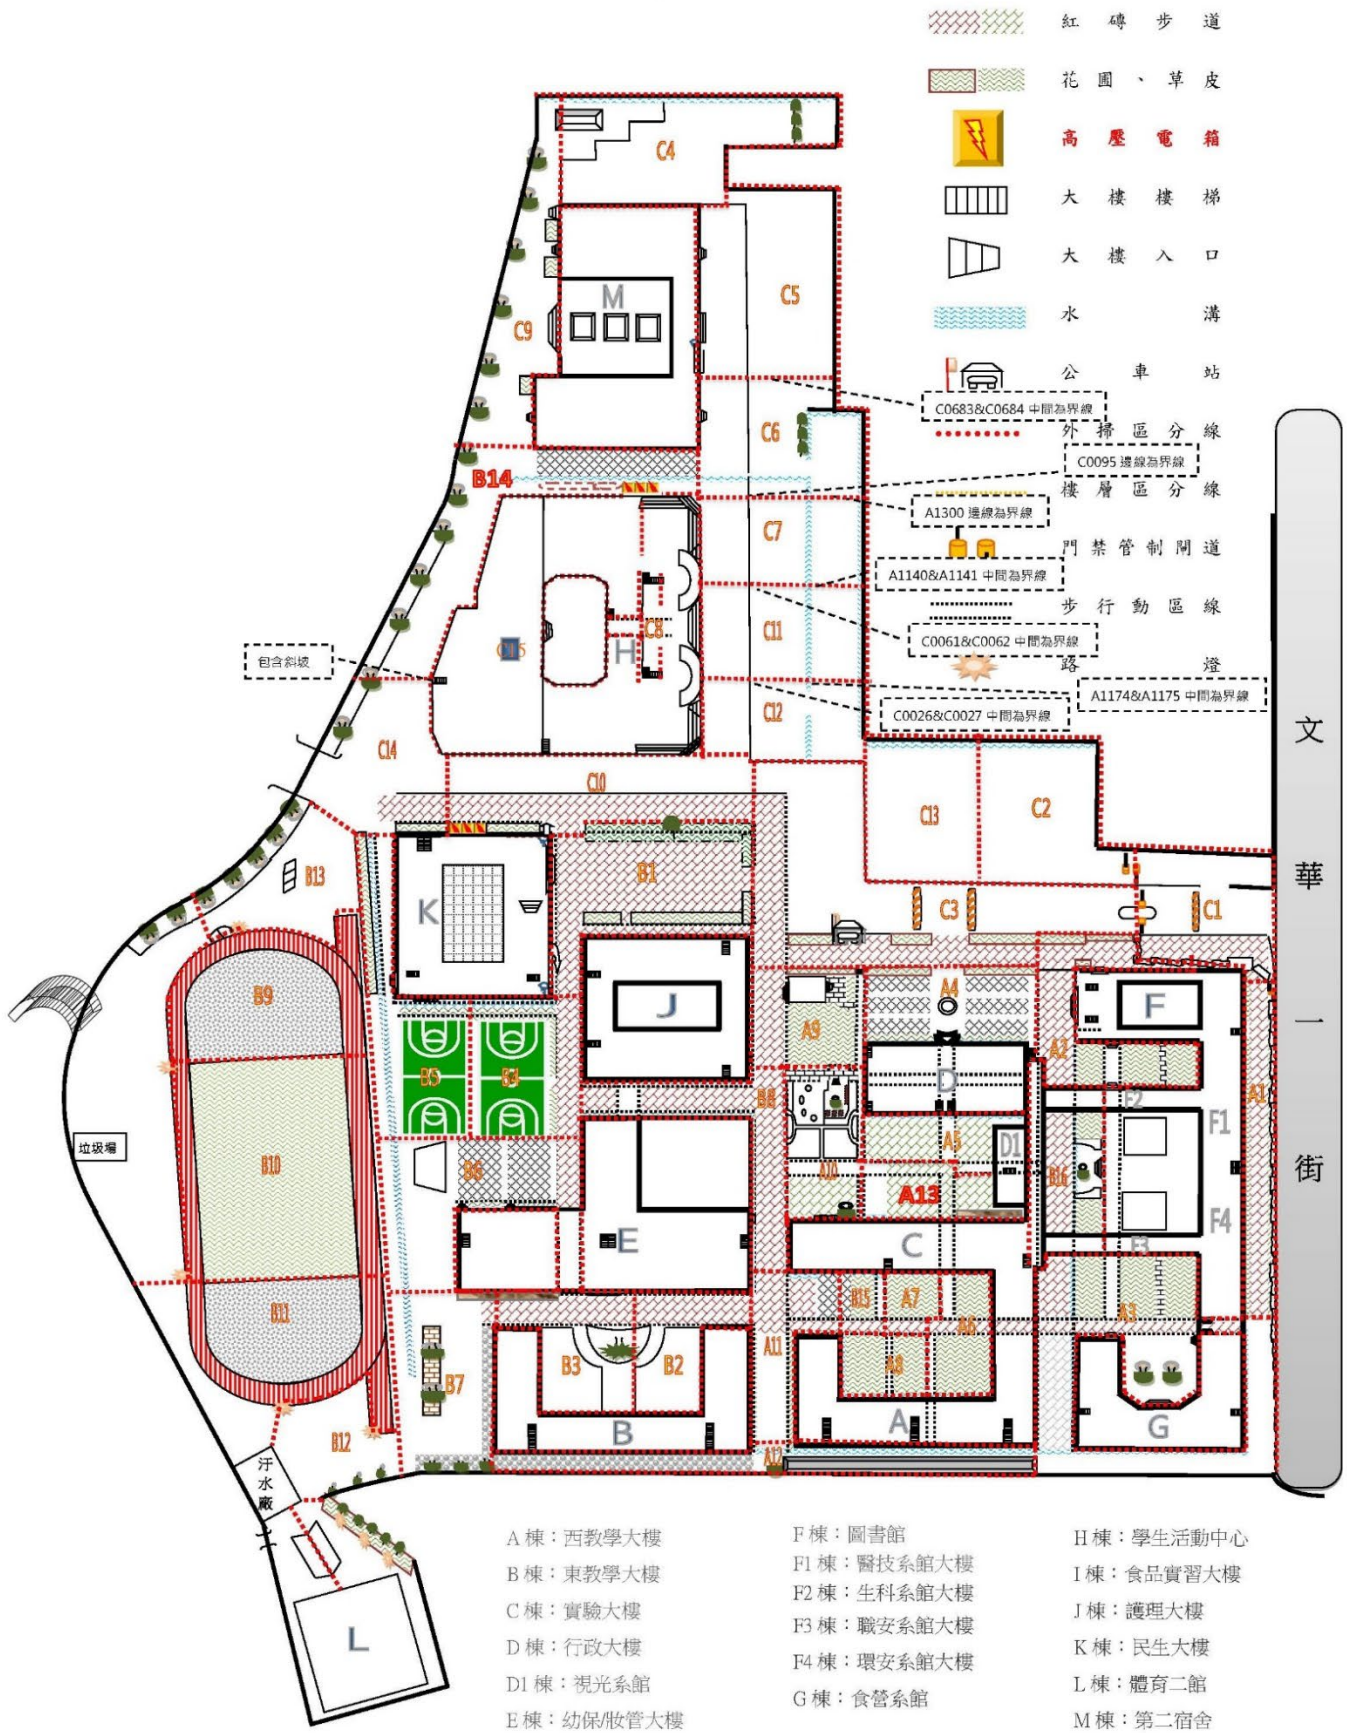 紅磚步道
花圃、草皮
高壓電箱
大樓樓梯
大樓入口
水溝
公車站
外掃區分線
樓層區分線
門禁管制閘道
步行動區線
路燈
C4
M
C5
C9
C0683&C0684 中間為界線
C6
C0095 邊線為界線
B14
A1300 邊線為界線
C7
A1140&A1141 中間為界線
C11
C8
H
C0061&C0062 中間為界線
包含斜坡
A1174&A1175 中間為界線
C12
C0026&C0027 中間為界線
C14
C10
C13
C2
文華一街
B13
B1
K
C3
C1
B9
J
A4
F
A9
A2
B5
B4
B8
D
F2
A1
F1
垃圾場
B6
A5
D1
B10
A10
A13
B16
E
C
F4
F3
B11
B15
A7
A6
A3
A11
B3
B2
A8
B7
B
A
G
B12
A12
汙水廠
L
A 棟：西教學大樓
B 棟：東教學大樓
C 棟：實驗大樓
D 棟：行政大樓
D1 棟：視光系館
E 棟：幼保/妝管大樓
F 棟：圖書館
F1 棟：醫技系館大樓
F2 棟：生科系館大樓
F3 棟：職安系館大樓
F4 棟：環安系館大樓
G 棟：食營系館
H 棟：學生活動中心
I 棟：食品實習大樓
J 棟：護理大樓
K 棟：民生大樓
L 棟：體育二館
M 棟：第二宿舍